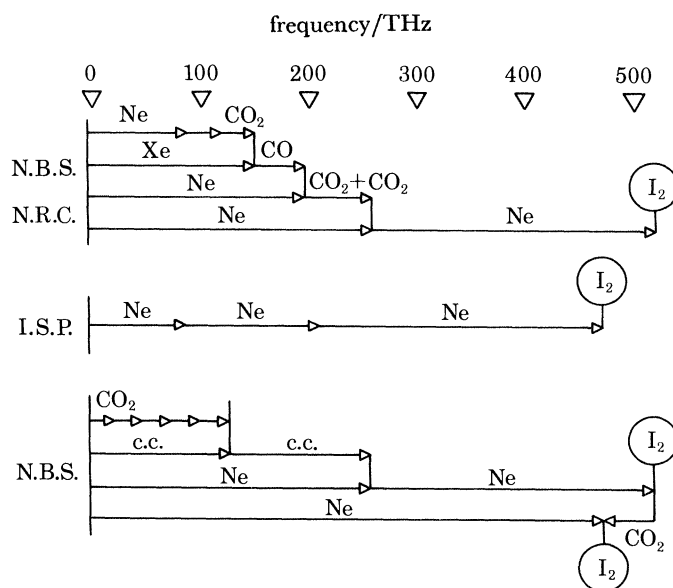 frequency/THz
0 100 200 300 400 500
Ne CO₂
Xe CO
N.B.S.
Ne CO₂+CO₂ I₂
N.R.C. Ne Ne
I₂
I.S.P. Ne Ne Ne
CO₂
c.c. c.c. I₂
N.B.S. Ne Ne
Ne CO₂
I₂